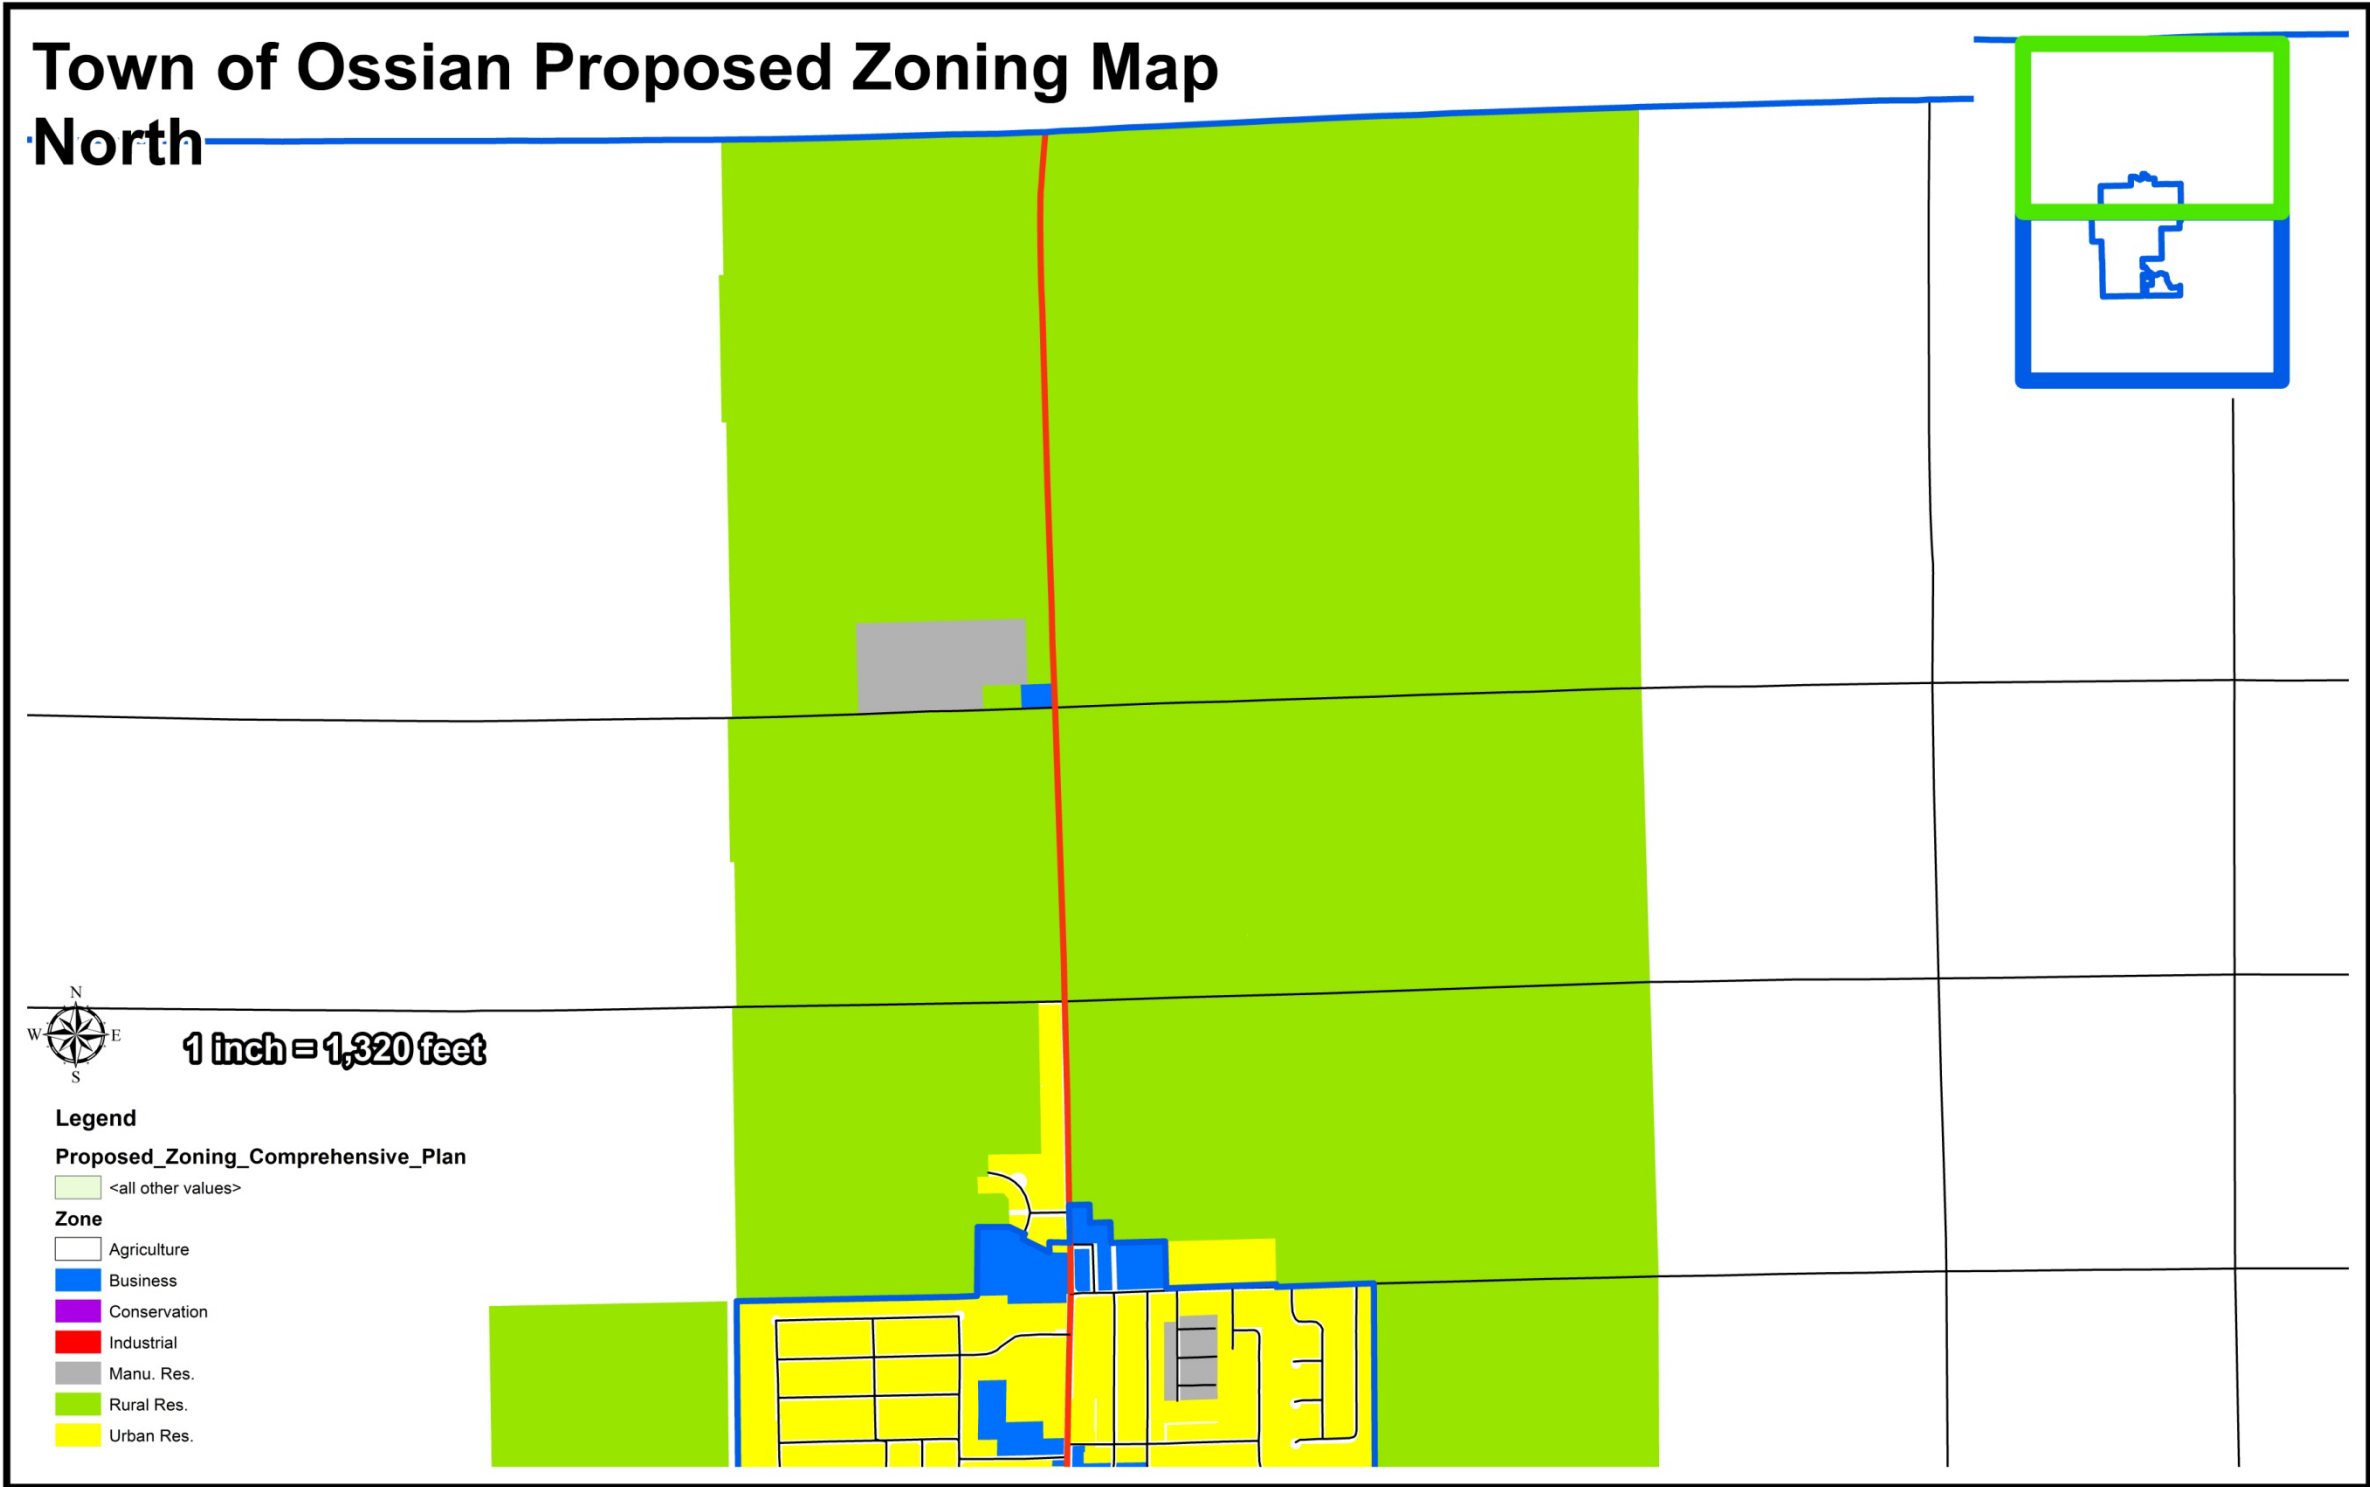 Town of Ossian Proposed Zoning Map
North
N
W E
S
1 inch = 1,320 feet
Legend
Proposed_Zoning_Comprehensive_Plan
<all other values>
Zone
Agriculture
Business
Conservation
Industrial
Manu. Res.
Rural Res.
Urban Res.